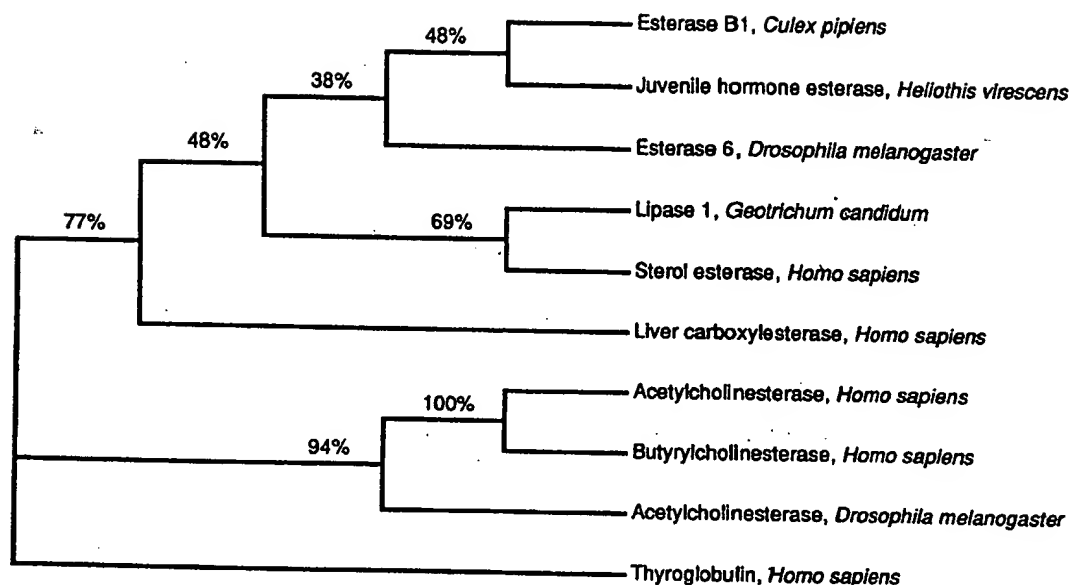 48%
Esterase B1, Culex pipiens
38%
Juvenile hormone esterase, Heliothis virescens
48%
Esterase 6, Drosophila melanogaster
77%
69%
Lipase 1, Geotrichum candidum
Sterol esterase, Homo sapiens
Liver carboxylesterase, Homo sapiens
100%
Acetylcholinesterase, Homo sapiens
94%
Butyrylcholinesterase, Homo sapiens
Acetylcholinesterase, Drosophila melanogaster
Thyroglobulin, Homo sapiens